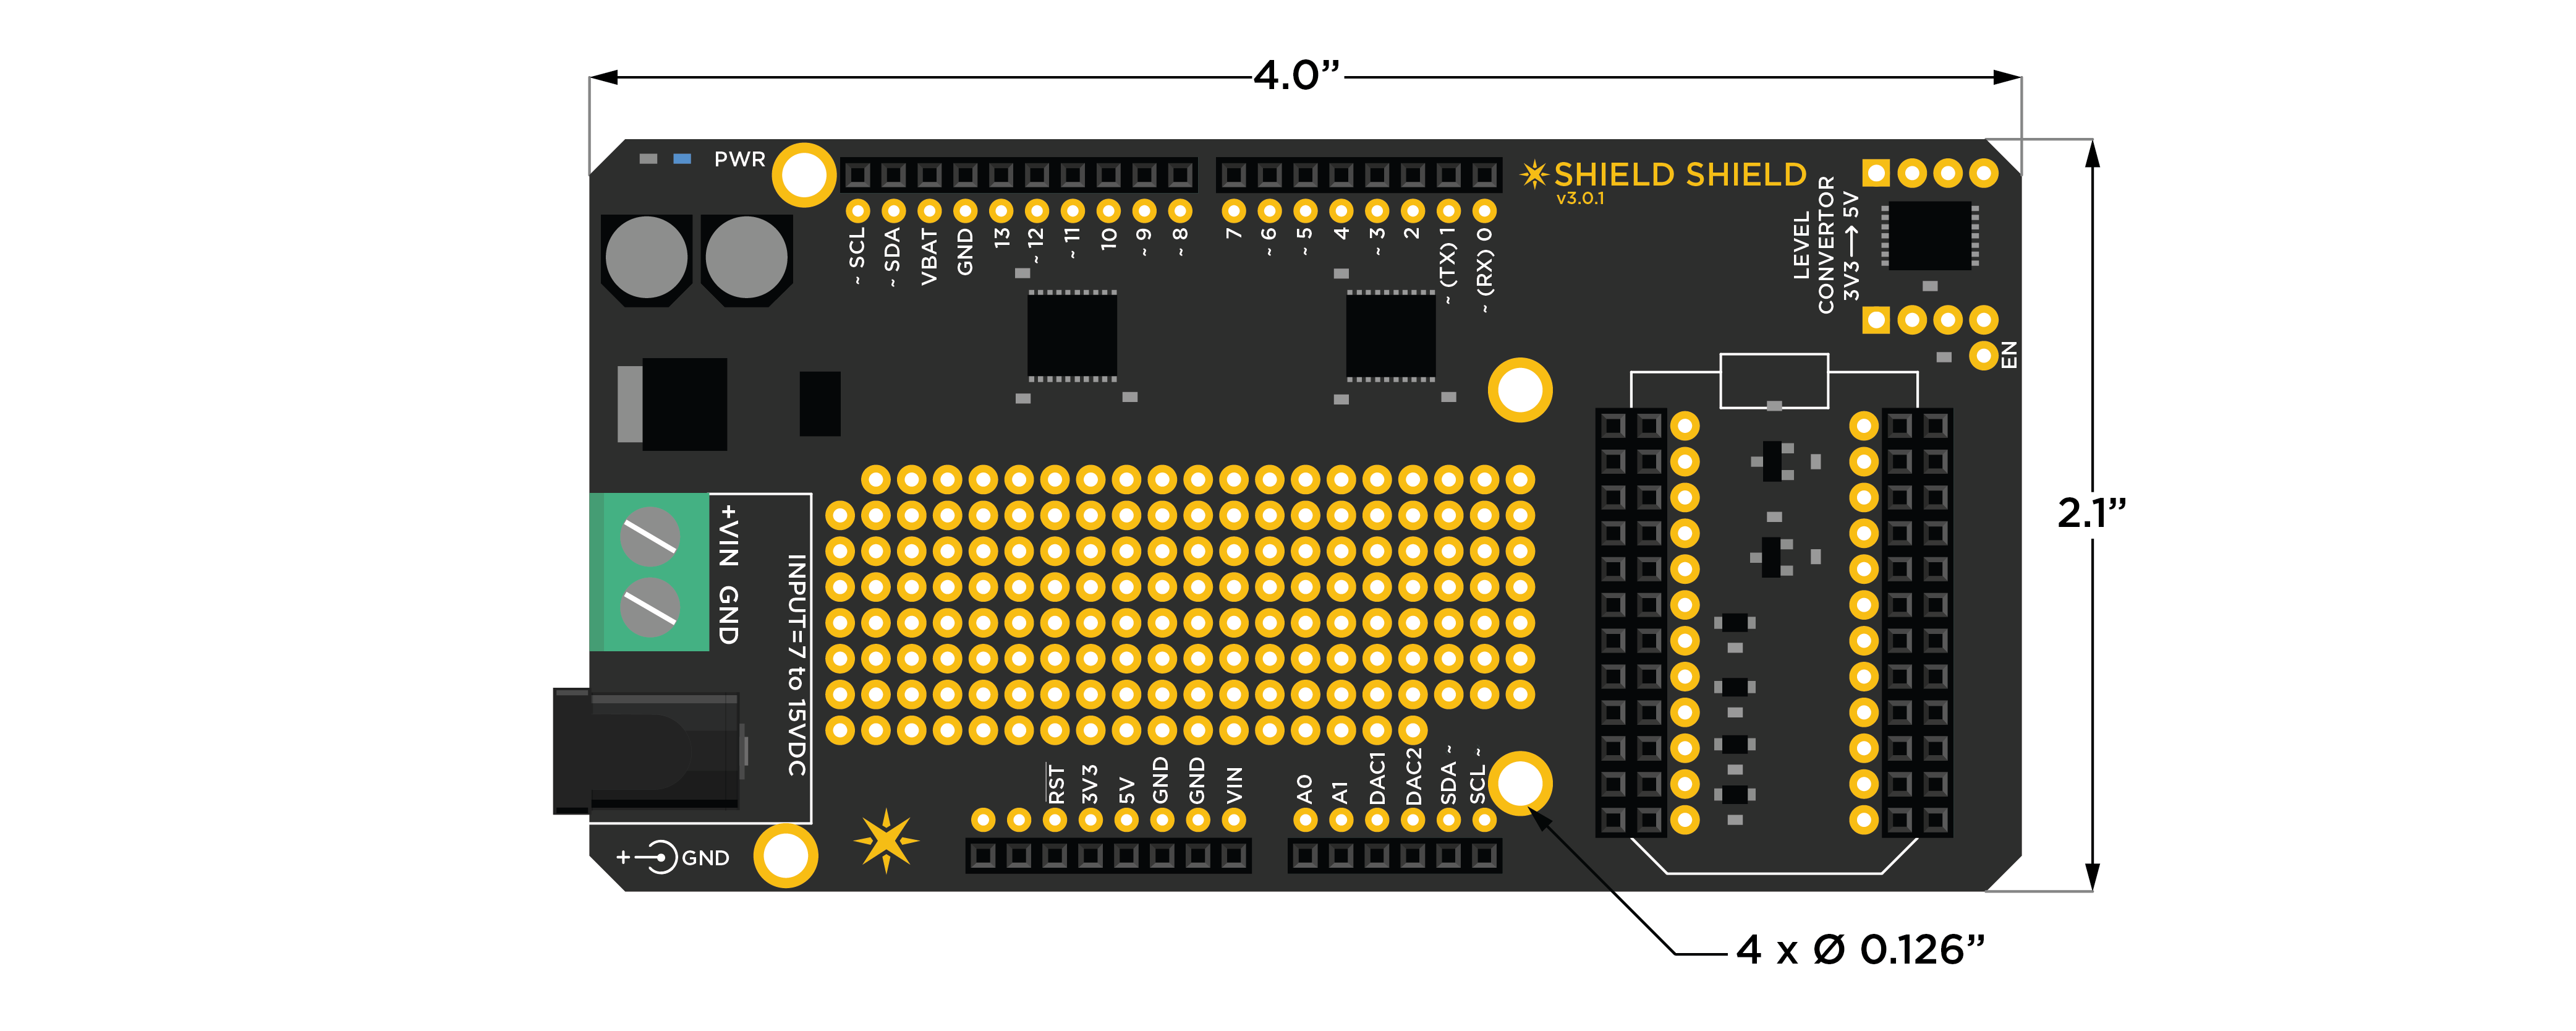 4.0”
PWR
SHIELD SHIELD
v3.0.1
~ SCL
~ SDA
VBAT
GND
13
~ 12
~ 11
10
~ 9
~ 8
7
~ 6
~ 5
4
~ 3
2
~ (TX) 1
~ (RX) 0
LEVEL
CONVERTOR
3V3→5V
EN
2.1”
+VIN GND
INPUT=7 to 15VDC
RST
3V3
5V
GND
GND
VIN
A0
A1
DAC1
DAC2
SDA ~
SCL ~
+ GND
4 x Ø 0.126”